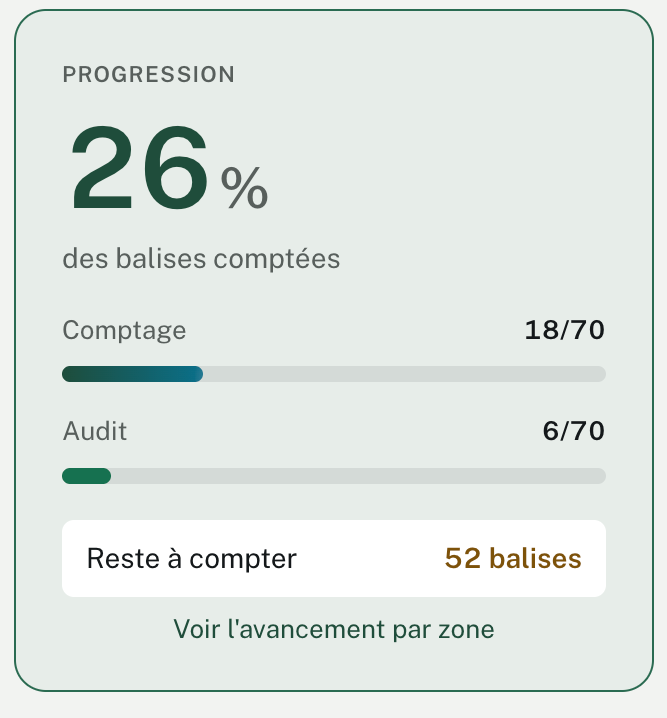 PROGRESSION
26 %
des balises comptées
Comptage 18/70
Audit 6/70
Reste à compter 52 balises
Voir l'avancement par zone